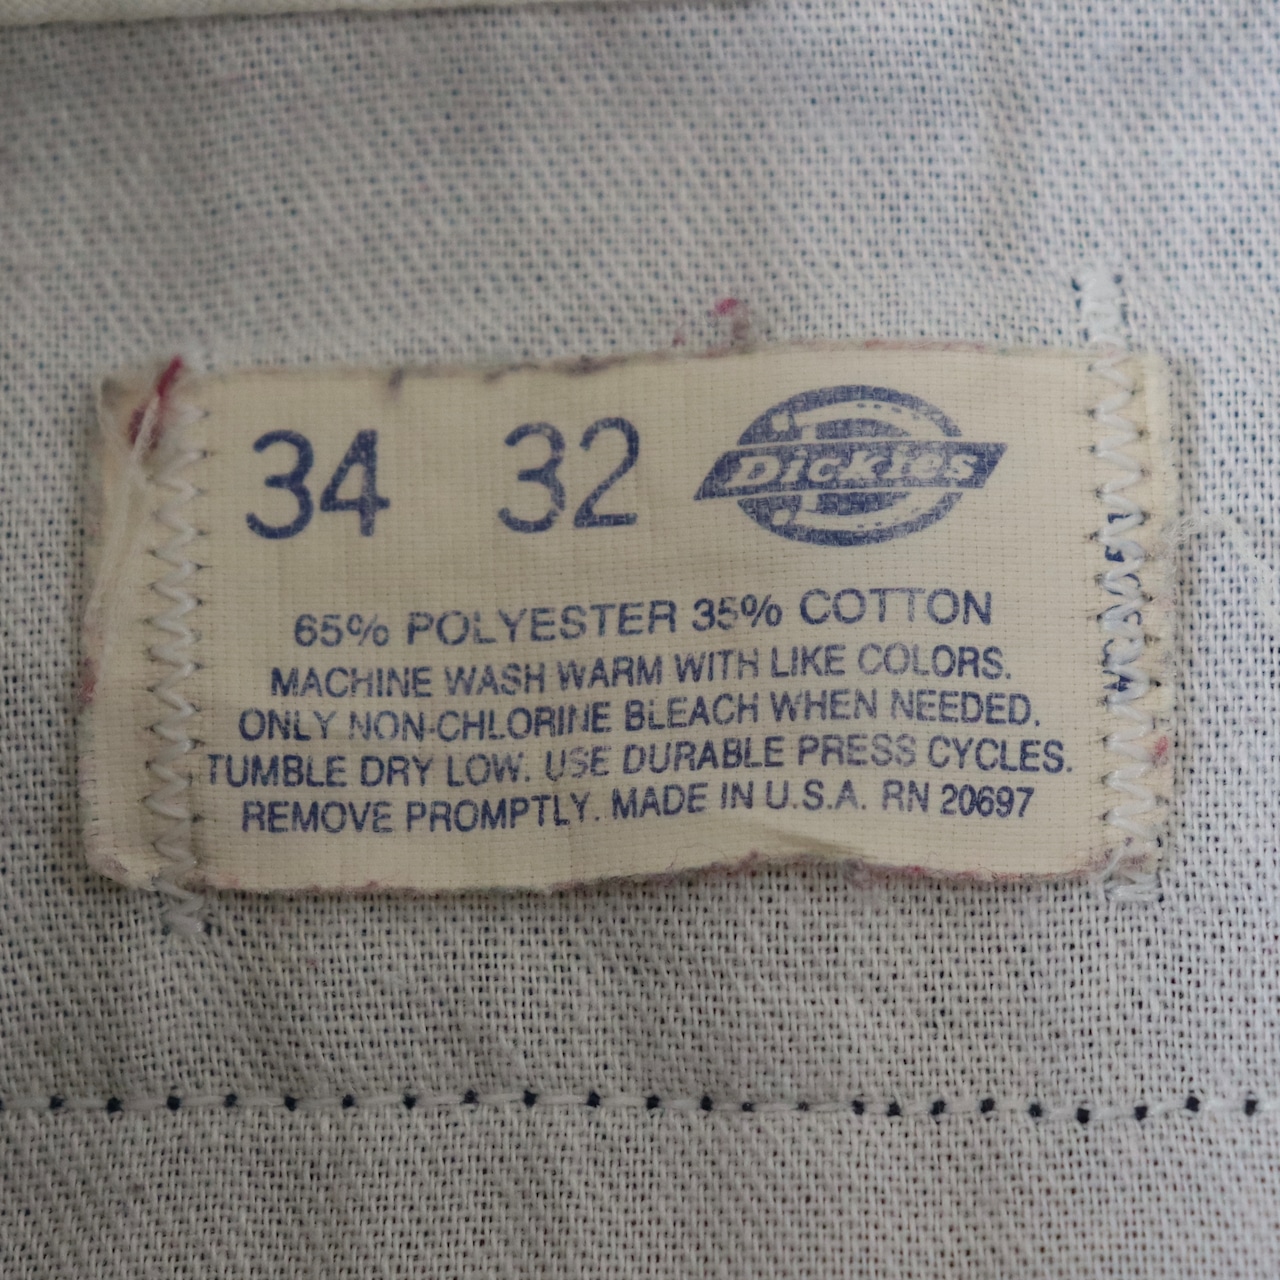 34 32 Dickies
65% POLYESTER 35% COTTON
MACHINE WASH WARM WITH LIKE COLORS.
ONLY NON-CHLORINE BLEACH WHEN NEEDED.
TUMBLE DRY LOW. USE DURABLE PRESS CYCLES.
REMOVE PROMPTLY. MADE IN U.S.A. RN 20697